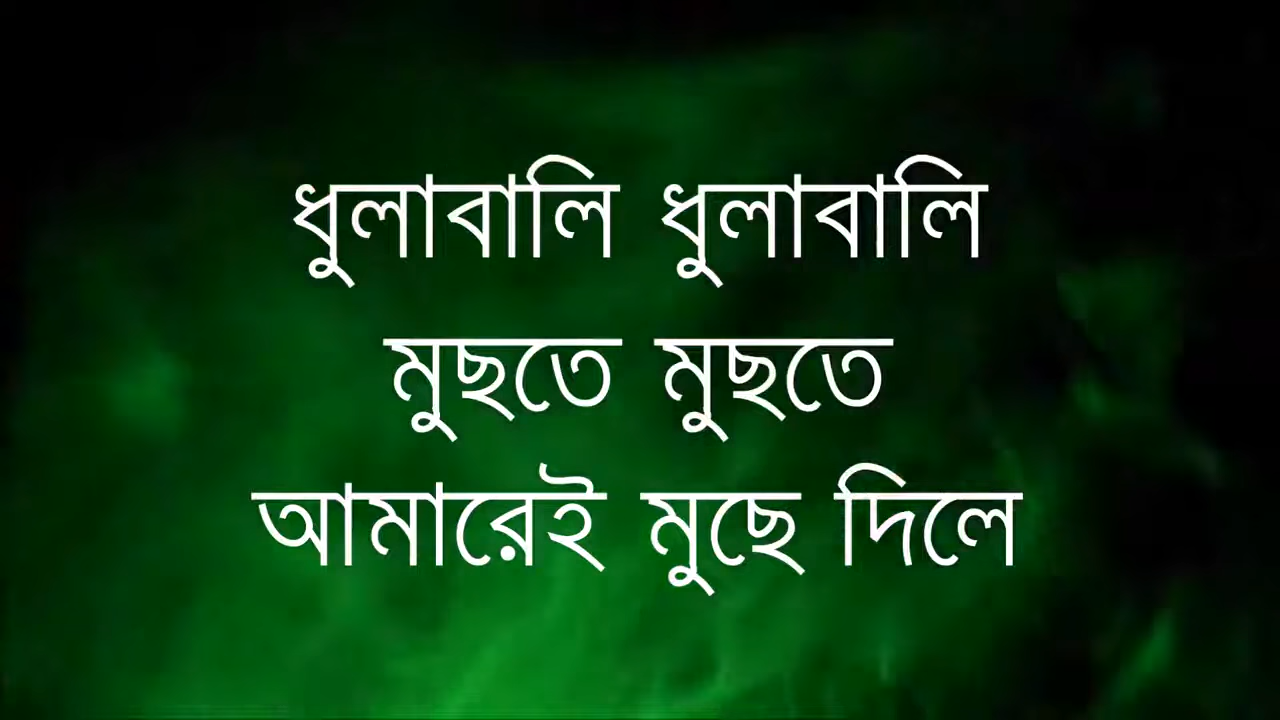 ধুলাবালি ধুলাবালি
মুছতে মুছতে
আমারেই মুছে দিলে